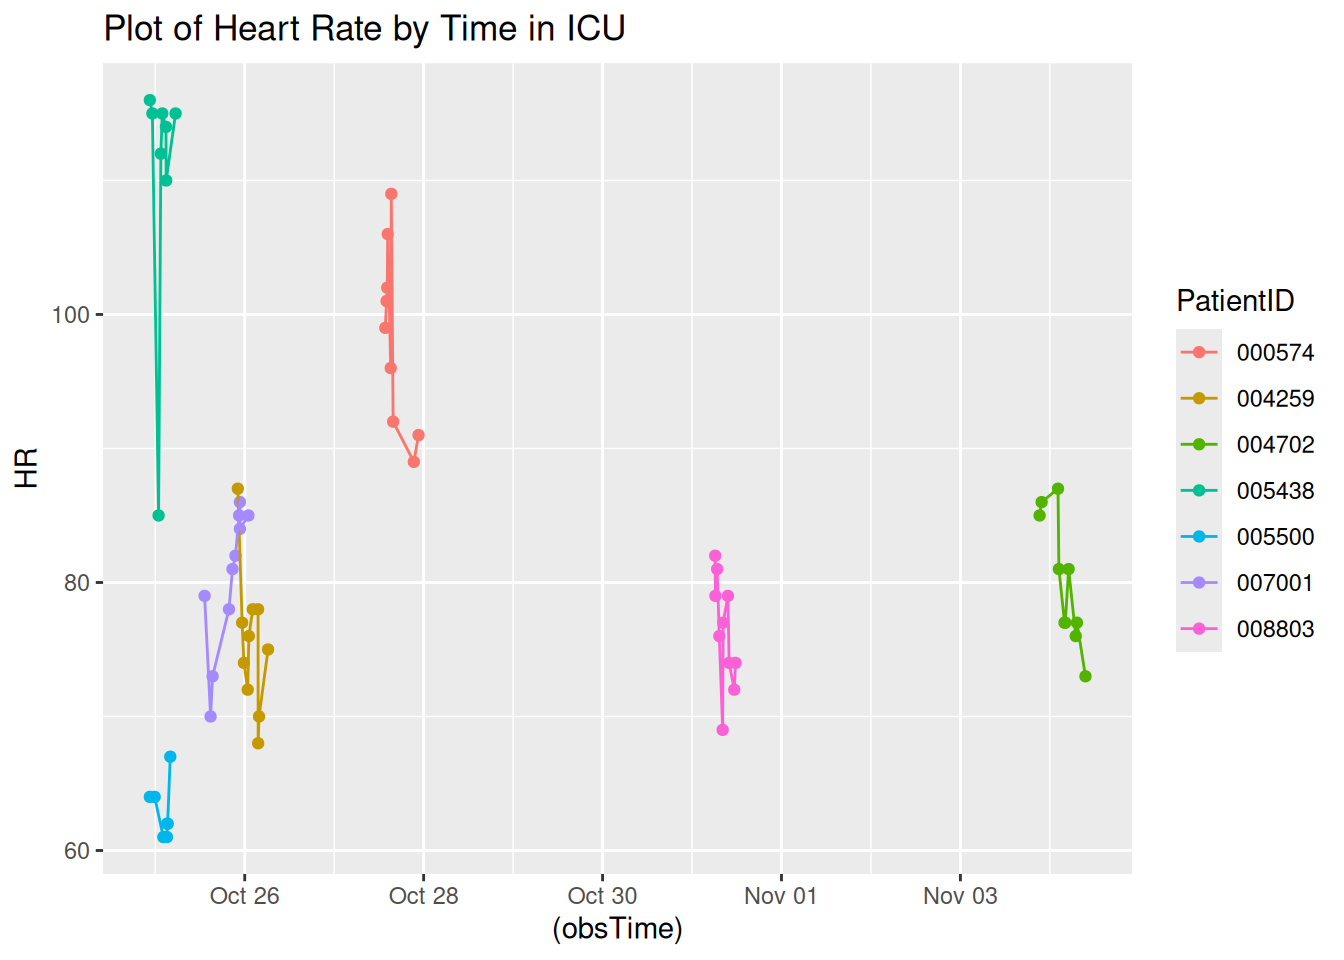 Plot of Heart Rate by Time in ICU
HR
100
80
60
Oct 26
Oct 28
Oct 30
Nov 01
Nov 03
(obsTime)
PatientID
000574
004259
004702
005438
005500
007001
008803